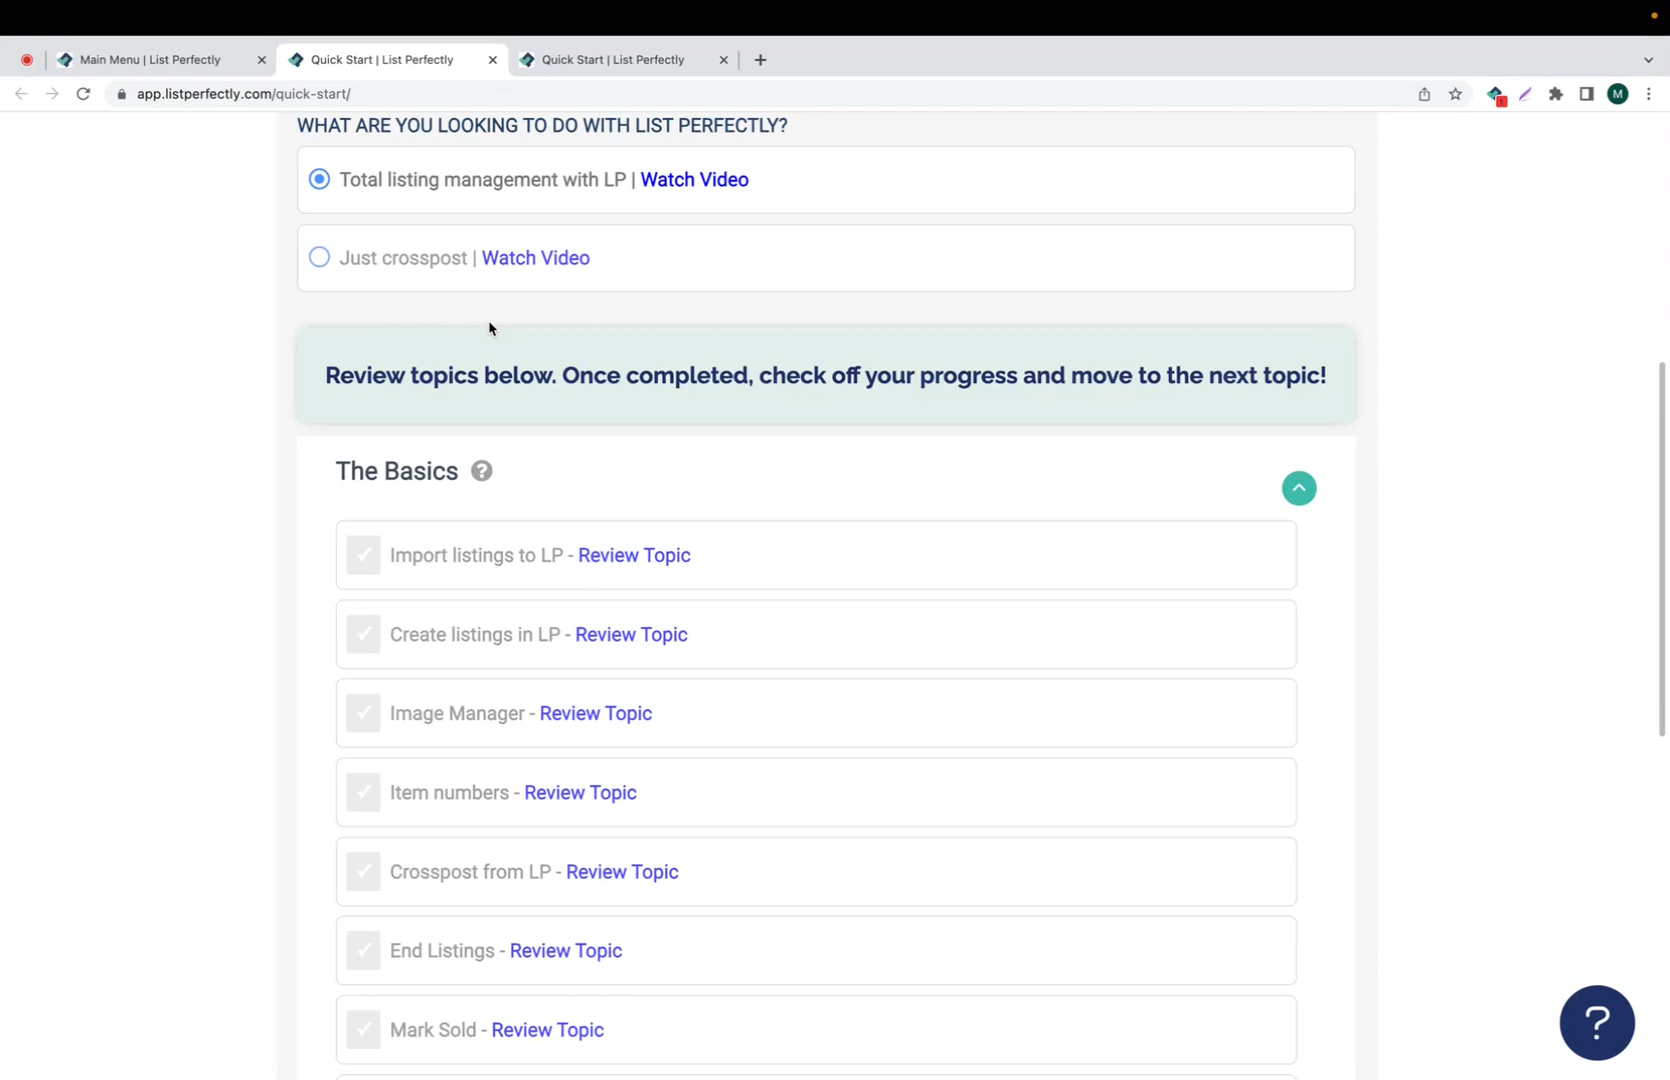 Main Menu | List Perfectly
Quick Start | List Perfectly
Quick Start | List Perfectly
app.listperfectly.com/quick-start/
1
M
WHAT ARE YOU LOOKING TO DO WITH LIST PERFECTLY?
Total listing management with LP | Watch Video
Just crosspost | Watch Video
Review topics below. Once completed, check off your progress and move to the next topic!
The Basics ?
Import listings to LP - Review Topic
Create listings in LP - Review Topic
Image Manager - Review Topic
Item numbers - Review Topic
Crosspost from LP - Review Topic
End Listings - Review Topic
Mark Sold - Review Topic
?